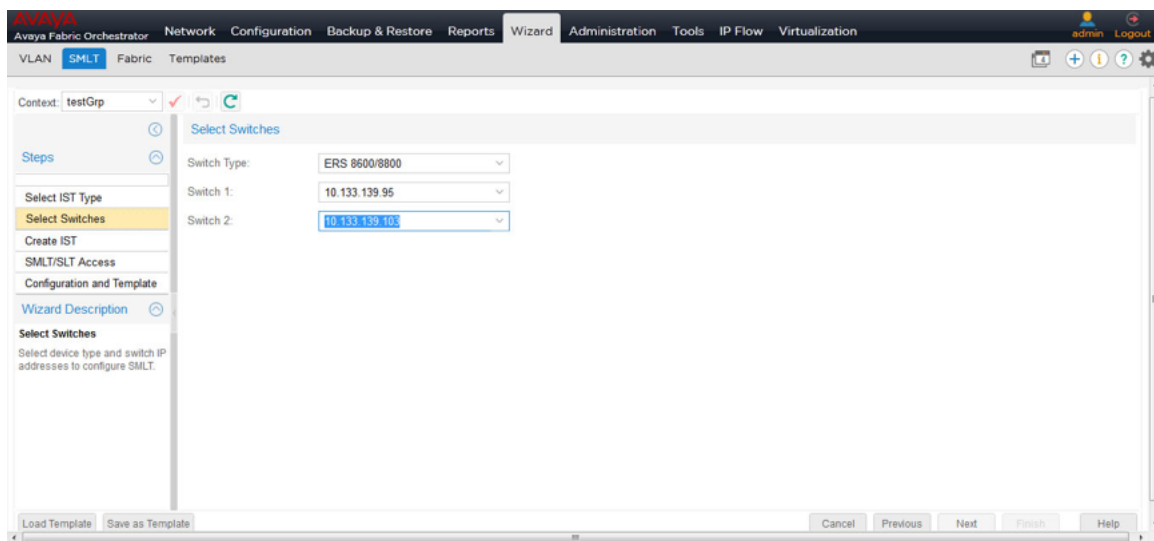 AVAYA
Avaya Fabric Orchestrator
Network Configuration Backup & Restore Reports Wizard Administration Tools IP Flow Virtualization
admin Logout
VLAN SMLT Fabric Templates
Context: testGrp
Select Switches
Steps
Switch Type: ERS 8600/8800
Select IST Type
Switch 1: 10.133.139.95
Select Switches
Switch 2: 10.133.139.103
Create IST
SMLT/SLT Access
Configuration and Template
Wizard Description
Select Switches
Select device type and switch IP
addresses to configure SMLT.
Load Template Save as Template Cancel Previous Next Finish Help